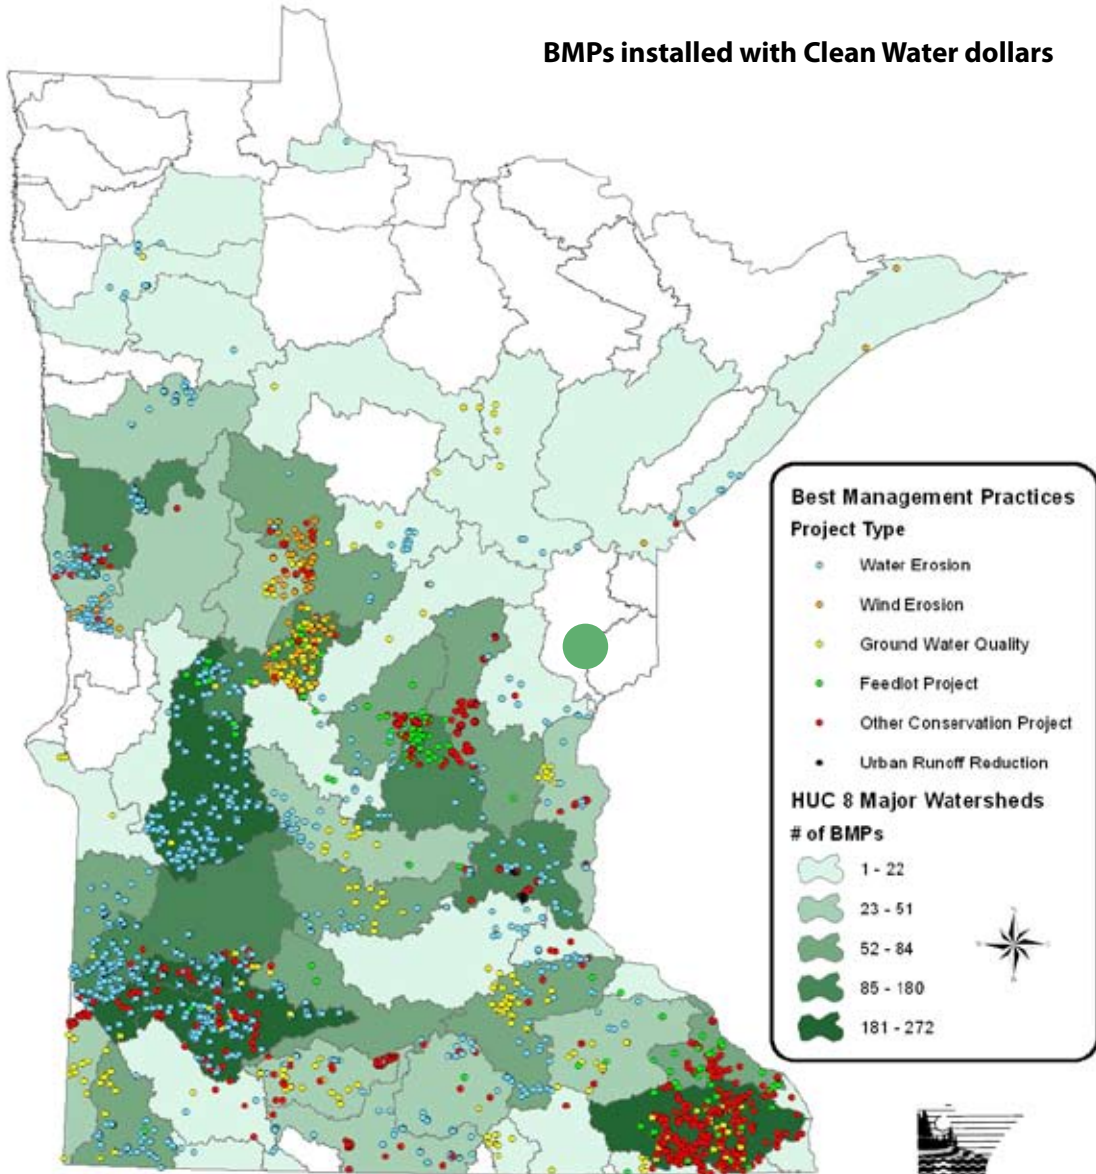 BMPs installed with Clean Water dollars
Best Management Practices
Project Type
Water Erosion
Wind Erosion
Ground Water Quality
Feedlot Project
Other Conservation Project
Urban Runoff Reduction
HUC 8 Major Watersheds
# of BMPs
1 - 22
23 - 51
52 - 84
85 - 180
181 - 272